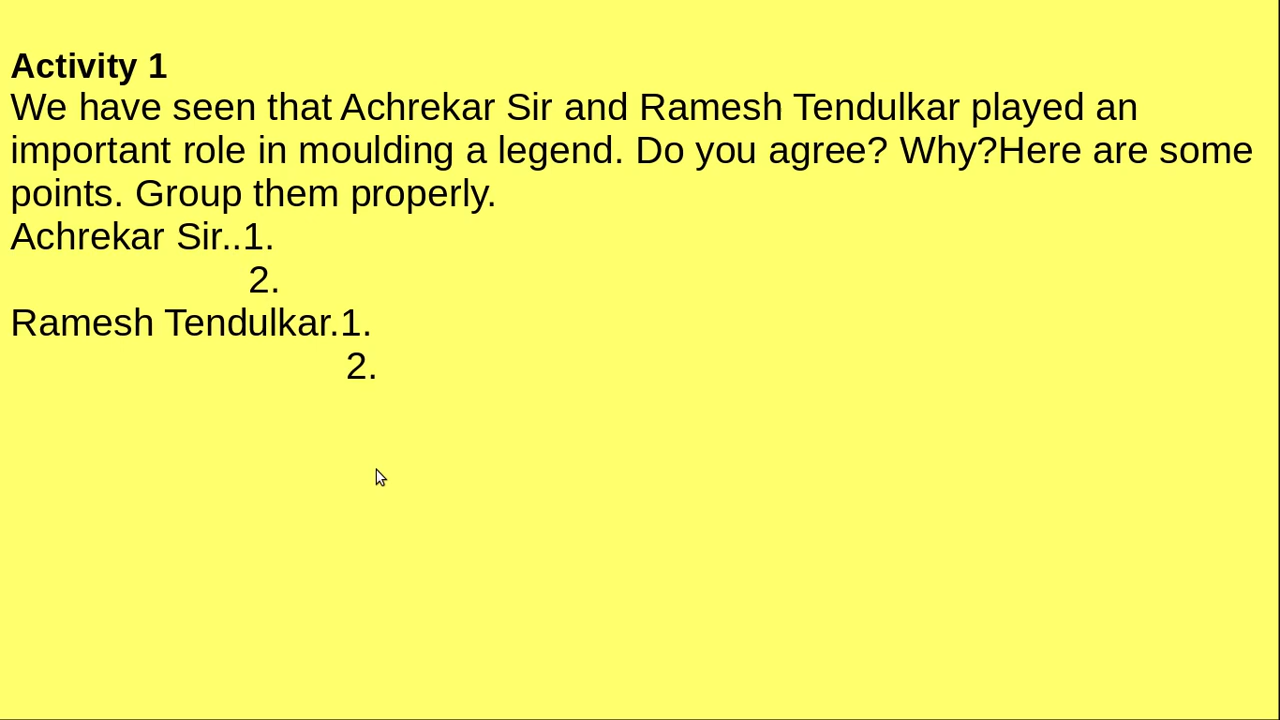 Activity 1
We have seen that Achrekar Sir and Ramesh Tendulkar played an
important role in moulding a legend. Do you agree? Why?Here are some
points. Group them properly.
Achrekar Sir..1.
2.
Ramesh Tendulkar.1.
2.